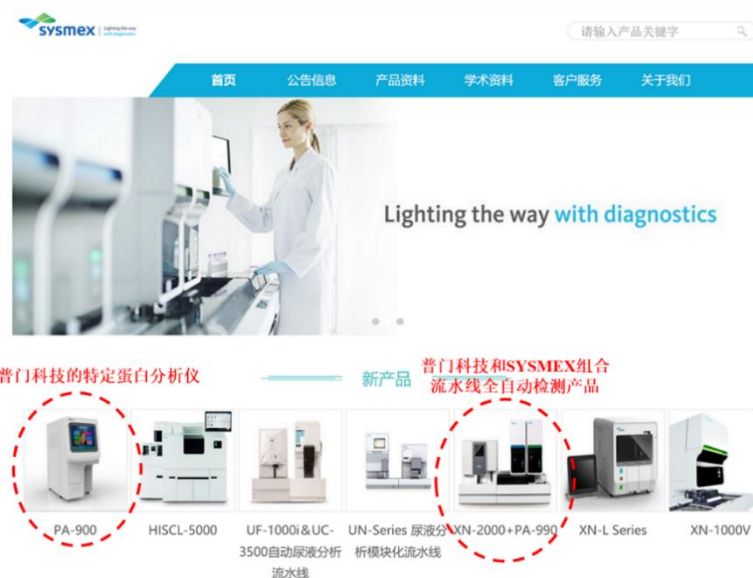 sysmex
Lighting the way
with diagnostics
请输入产品关键字
首页 公告信息 产品资料 学术资料 客户服务 关于我们
Lighting the way with diagnostics
普门科技的特定蛋白分析仪
新产品
普门科技和SYSMEX组合
流水线全自动检测产品
PA-900
HISCL-5000
UF-1000i&UC-
3500自动尿液分析
流水线
UN-Series 尿液分
析模块化流水线
XN-2000+PA-990
XN-L Series
XN-1000V